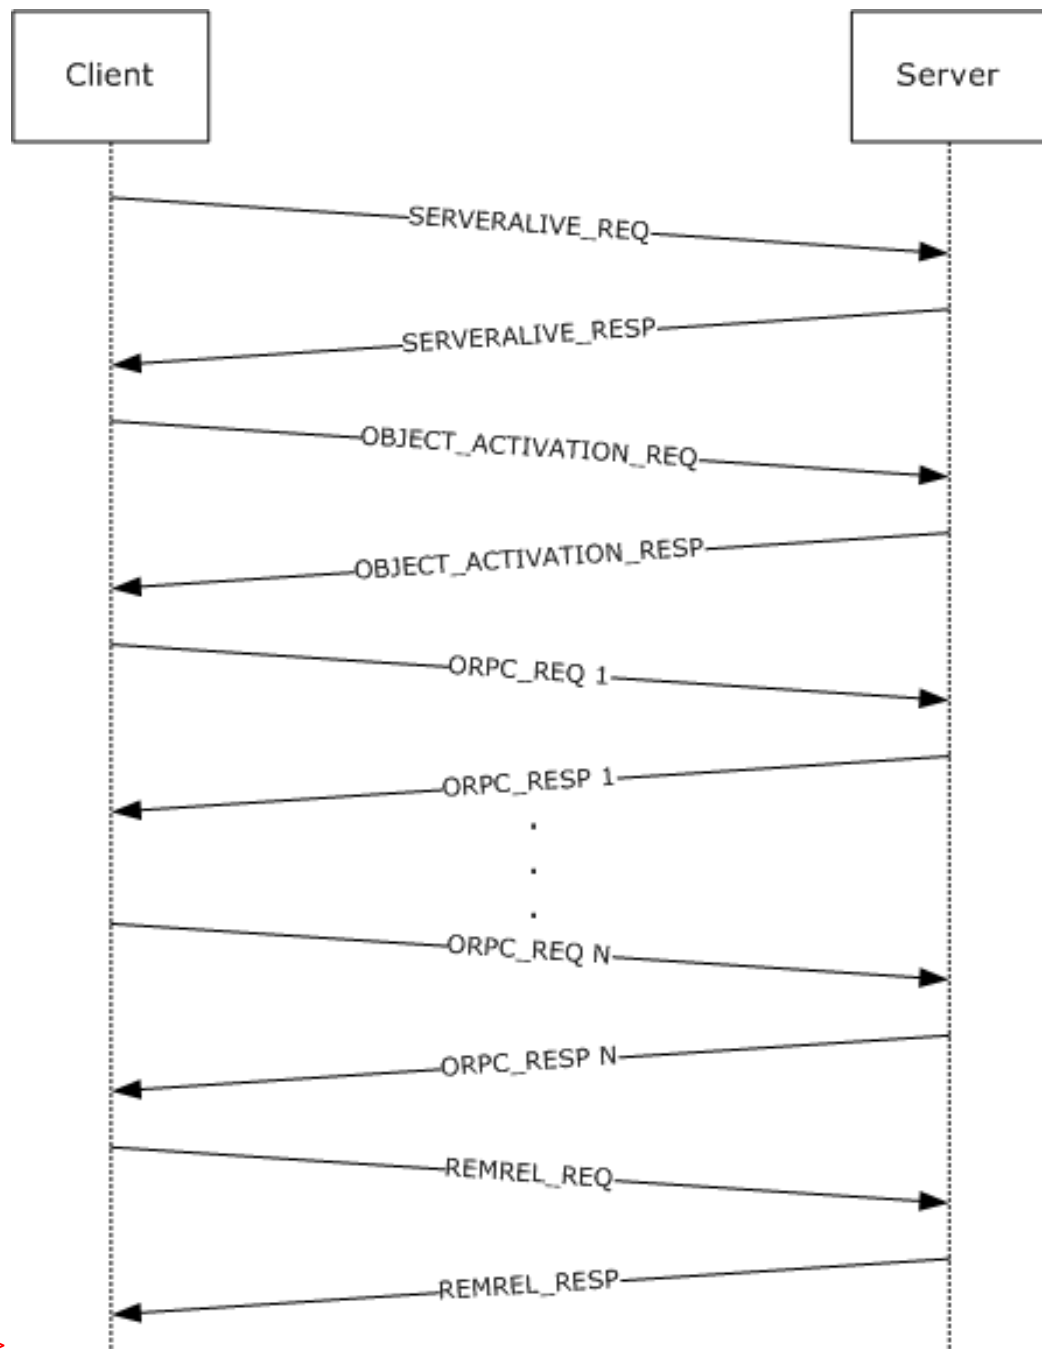 Client
Server
SERVERALIVE_REQ
SERVERALIVE_RESP
OBJECT_ACTIVATION_REQ
OBJECT_ACTIVATION_RESP
ORPC_REQ 1
ORPC_RESP 1
.
.
.
ORPC_REQ N
ORPC_RESP N
REMREL_REQ
REMREL_RESP